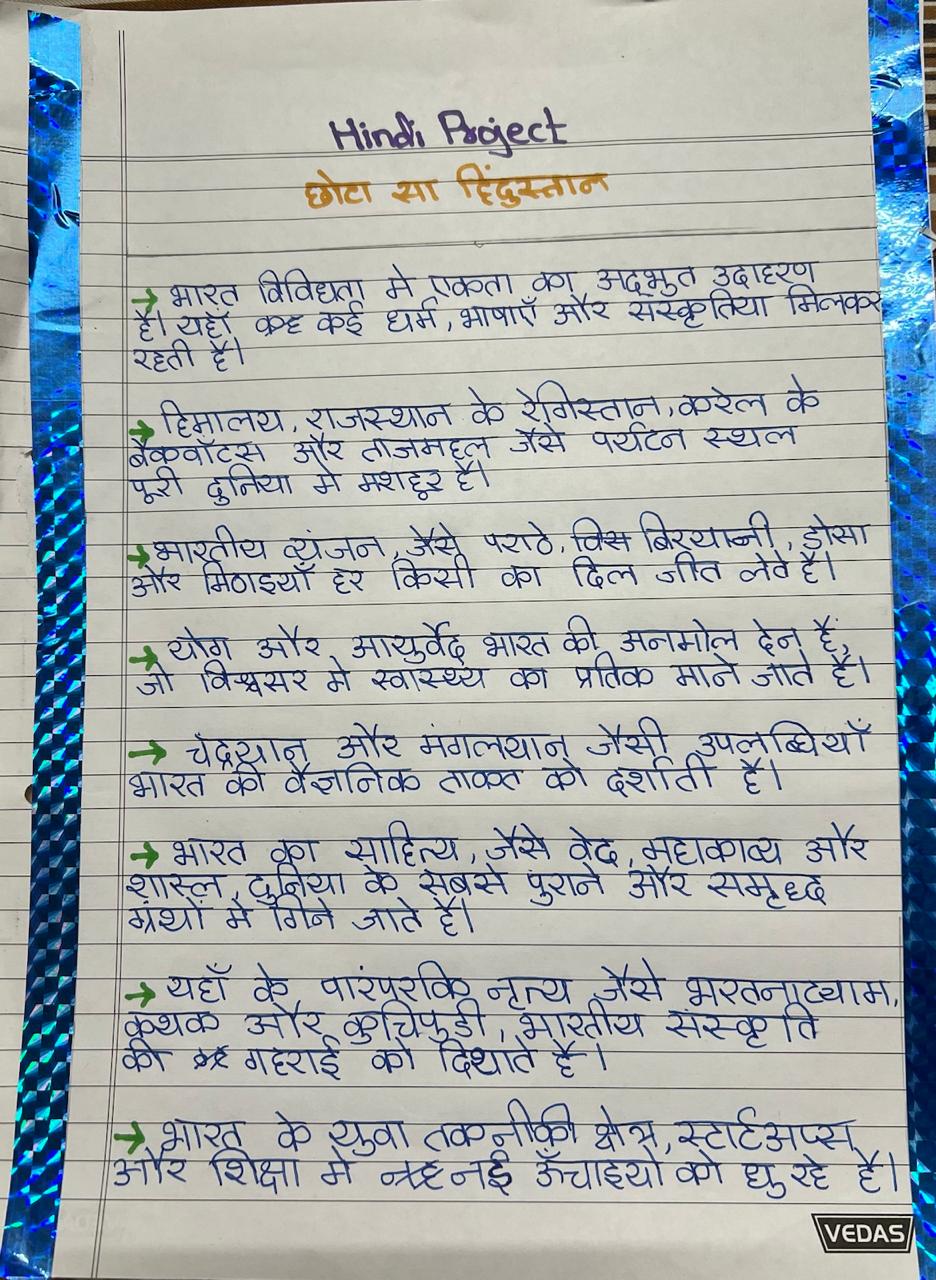 Hindi Project
छोटा सा हिंदुस्तान
→ भारत विविधता मे एकता का अद्भुत उदाहरण
है। यहाँ कई धर्म, भाषाएँ और संस्कृतिया मिलकर
रहती है।
→ हिमालय, राजस्थान के रेगिस्तान, करेल के
बैकवॉटस और ताजमहल जैसे पर्यटन स्थल
पूरी दुनिया मे मशहूर है।
→ भारतीय व्यंजन, जैसे पराठे, बिरयानी, डोसा
और मिठाइयाँ हर किसी का दिल जीत लेते है।
→ योग और आयुर्वेद भारत की अनमोल देन है,
जो विश्वसर मे स्वास्थ्य का प्रतिक माने जाते है।
→ चंद्रयान और मंगलयान जैसी उपलब्धियाँ
भारत की वैज्ञनिक ताकत को दर्शाती है।
→ भारत का साहित्य, जैसे वेद, महाकाव्य और
शास्त्ल, दुनिया के सबसे पुराने और समृध्द
ग्रंथों मे गिने जाते है।
→ यहाँ के पारंपरकि नृत्य जैसे भरतनाट्याम,
कथक और कुचिपुडी, भारतीय संस्कृति
की गहराई को दिथाते है।
→ भारत के युवा तकनीकी क्षेत्र, स्टार्टअप्स
और शिक्षा मे नई ऊँचाइयो को छु रहे है।
VEDAS